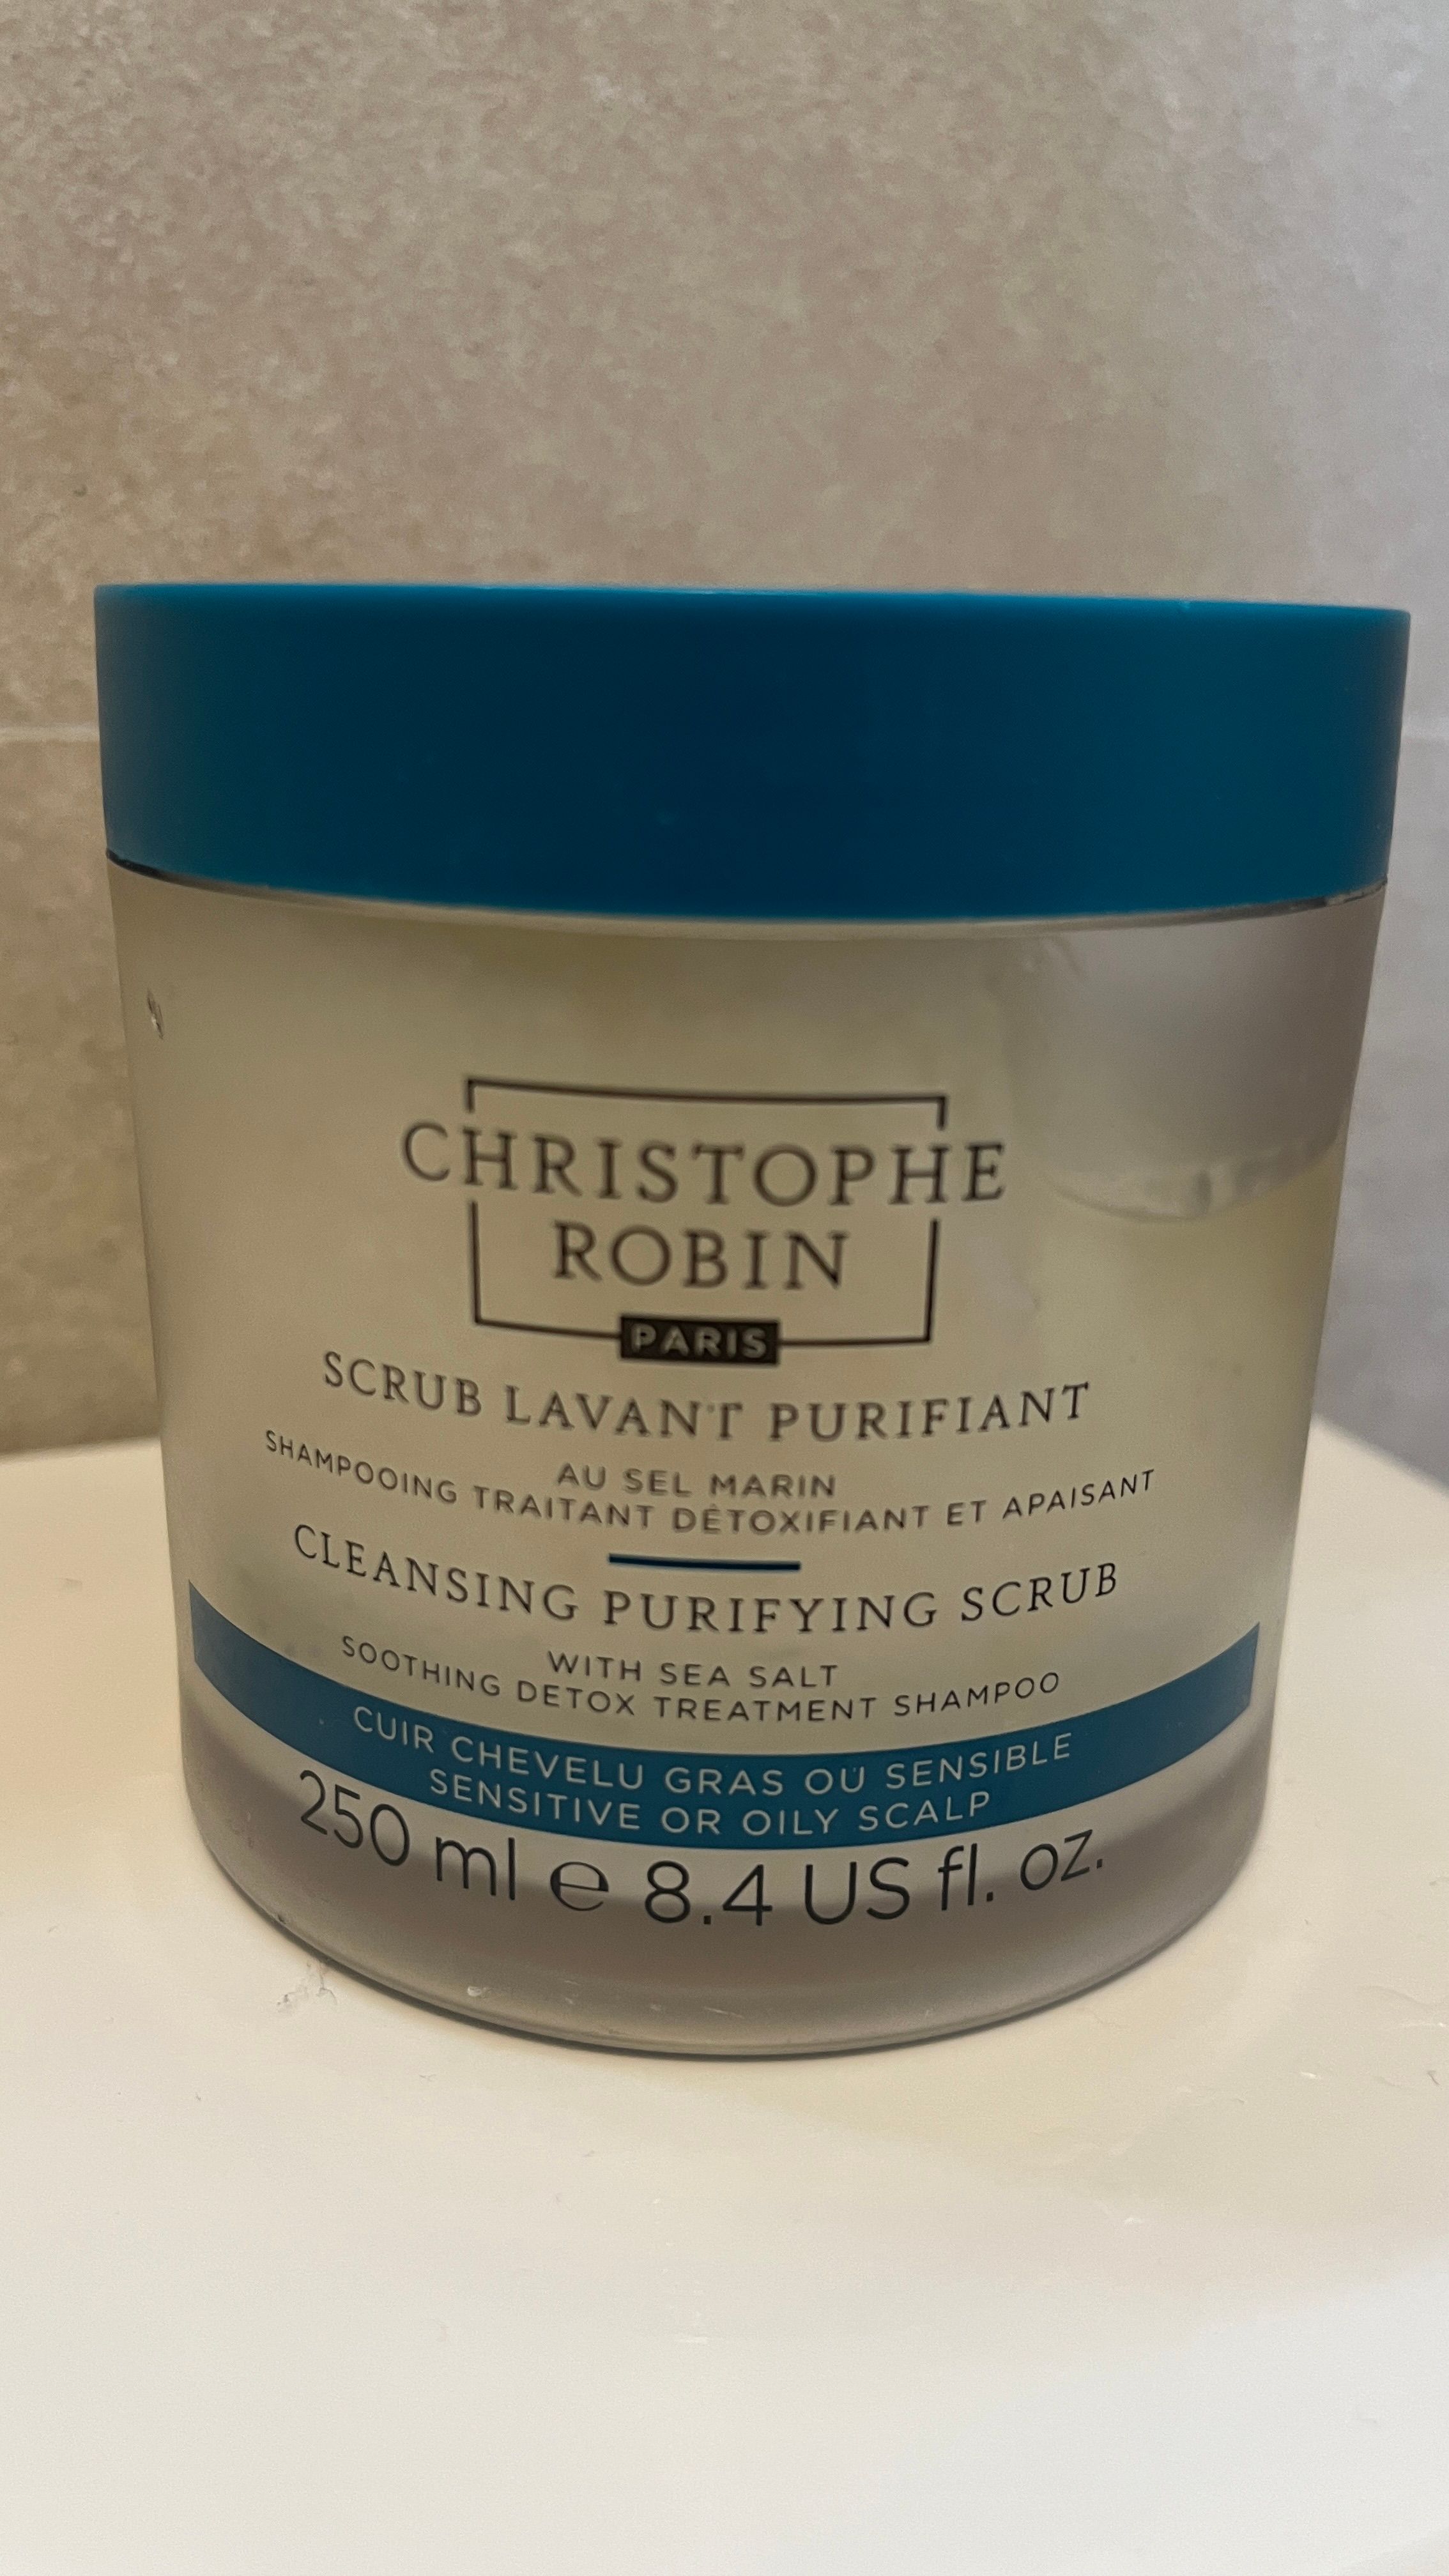 CHRISTOPHE
ROBIN
PARIS
SCRUB LAVANT PURIFIANT
AU SEL MARIN
SHAMPOOING TRAITANT DÉTOXIFIANT ET APAISANT
CLEANSING PURIFYING SCRUB
WITH SEA SALT
SOOTHING DETOX TREATMENT SHAMPOO
CUIR CHEVELU GRAS OU SENSIBLE
SENSITIVE OR OILY SCALP
250 ml ℮ 8.4 US fl. oz.